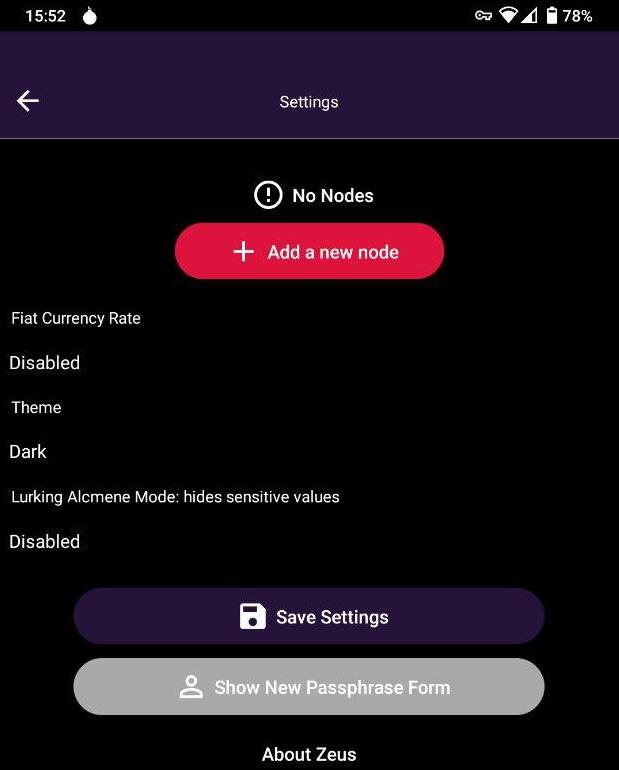 15:52 78%
Settings
No Nodes
Add a new node
Fiat Currency Rate
Disabled
Theme
Dark
Lurking Alcmene Mode: hides sensitive values
Disabled
Save Settings
Show New Passphrase Form
About Zeus